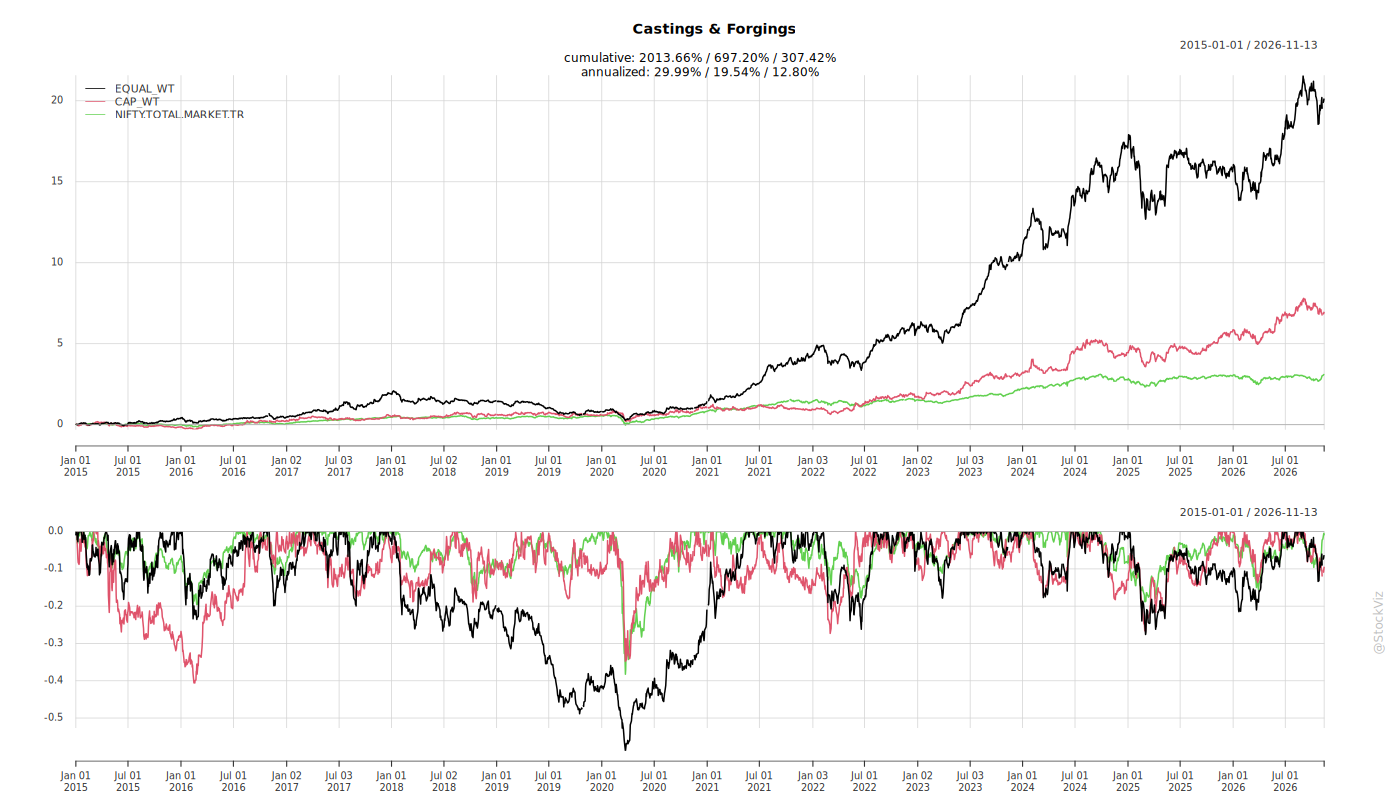 Castings & Forgings
2015-01-01 / 2026-11-13
cumulative: 2013.66% / 697.20% / 307.42%
annualized: 29.99% / 19.54% / 12.80%
EQUAL_WT
CAP_WT
NIFTY.TOTAL.MARKET.TR
20
15
10
5
0
Jan 01 Jul 01 Jan 01 Jul 01 Jan 02 Jul 03 Jan 01 Jul 02 Jan 01 Jul 01 Jan 01 Jul 01 Jan 01 Jul 01 Jan 03 Jul 01 Jan 02 Jul 03 Jan 01 Jul 01 Jan 01 Jul 01 Jan 01 Jul 01
2015 2015 2016 2016 2017 2017 2018 2018 2019 2019 2020 2020 2021 2021 2022 2022 2023 2023 2024 2024 2025 2025 2026 2026
2015-01-01 / 2026-11-13
0.0
-0.1
-0.2
-0.3
-0.4
-0.5
Jan 01 Jul 01 Jan 01 Jul 01 Jan 02 Jul 03 Jan 01 Jul 02 Jan 01 Jul 01 Jan 01 Jul 01 Jan 01 Jul 01 Jan 03 Jul 01 Jan 02 Jul 03 Jan 01 Jul 01 Jan 01 Jul 01 Jan 01 Jul 01
2015 2015 2016 2016 2017 2017 2018 2018 2019 2019 2020 2020 2021 2021 2022 2022 2023 2023 2024 2024 2025 2025 2026 2026
@StockViz